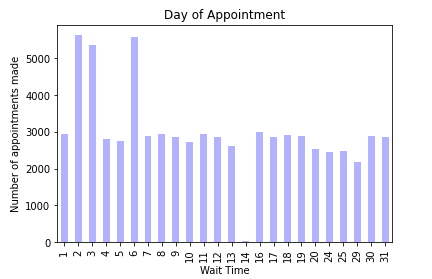 Day of Appointment
Number of appointments made
5000
4000
3000
2000
1000
0
1 2 3 4 5 6 7 8 9 10 11 12 13 14 16 17 18 19 20 24 25 29 30 31
Wait Time